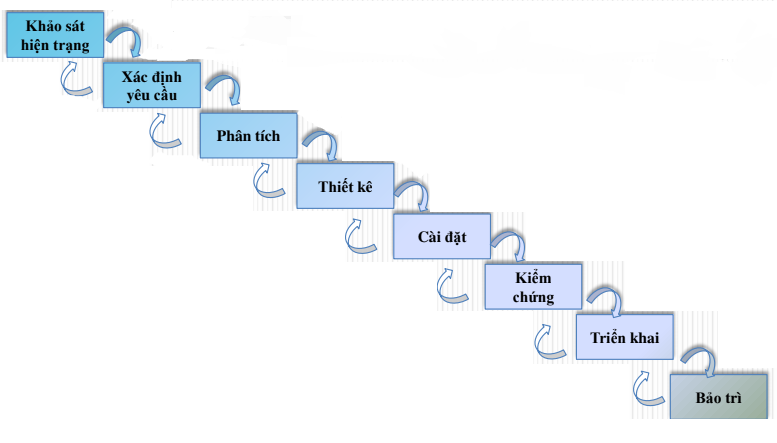 Khảo sát
hiện trạng
Xác định
yêu cầu
Phân tích
Thiết kê
Cài đặt
Kiểm
chứng
Triển khai
Bảo trì